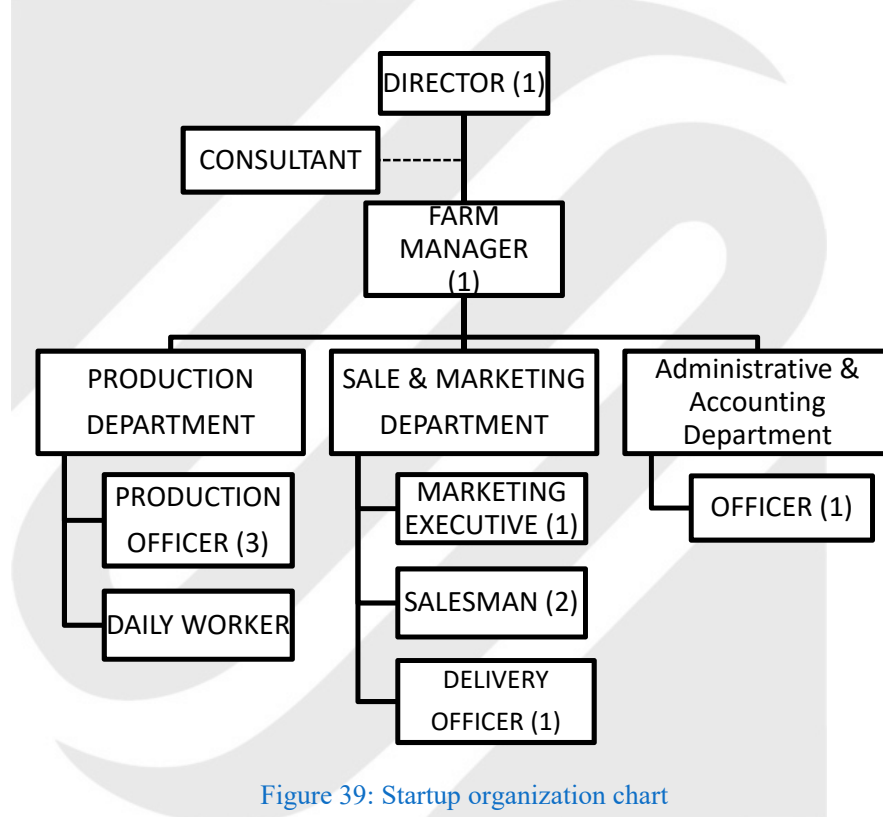 DIRECTOR (1)
CONSULTANT
FARM
MANAGER
(1)
PRODUCTION
DEPARTMENT
SALE & MARKETING
DEPARTMENT
Administrative &
Accounting
Department
PRODUCTION
OFFICER (3)
DAILY WORKER
MARKETING
EXECUTIVE (1)
SALESMAN (2)
DELIVERY
OFFICER (1)
OFFICER (1)
Figure 39: Startup organization chart